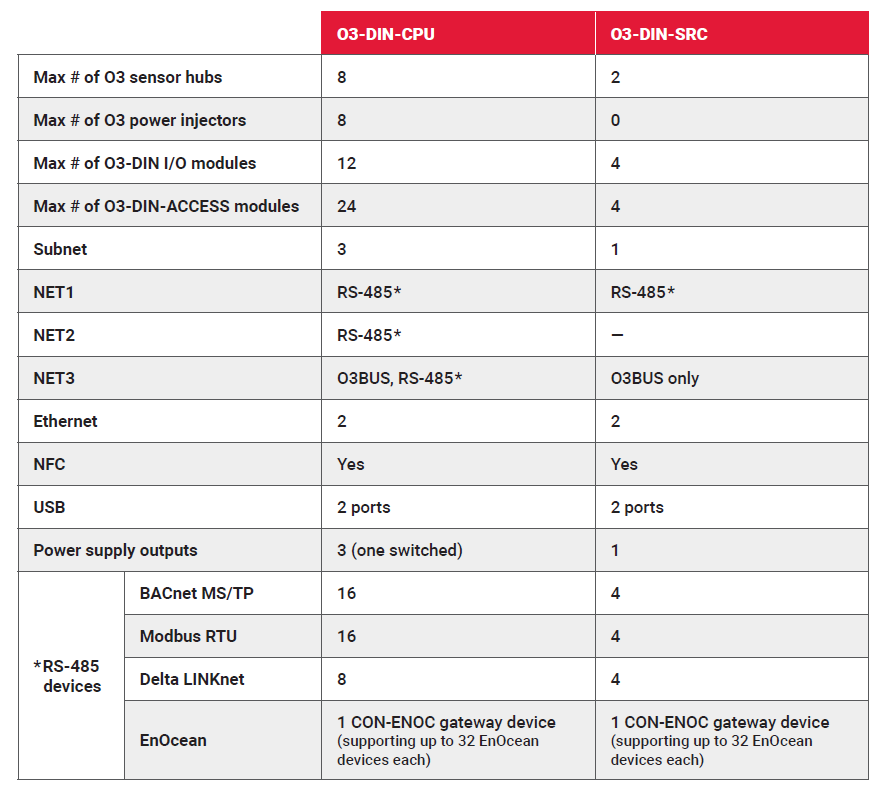 O3-DIN-CPU O3-DIN-SRC
Max # of O3 sensor hubs 8 2
Max # of O3 power injectors 8 0
Max # of O3-DIN I/O modules 12 4
Max # of O3-DIN-ACCESS modules 24 4
Subnet 3 1
NET1 RS-485* RS-485*
NET2 RS-485* —
NET3 O3BUS, RS-485* O3BUS only
Ethernet 2 2
NFC Yes Yes
USB 2 ports 2 ports
Power supply outputs 3 (one switched) 1
*RS-485
devices
BACnet MS/TP 16 4
Modbus RTU 16 4
Delta LINKnet 8 4
EnOcean
1 CON-ENOC gateway device
(supporting up to 32 EnOcean
devices each)
1 CON-ENOC gateway device
(supporting up to 32 EnOcean
devices each)